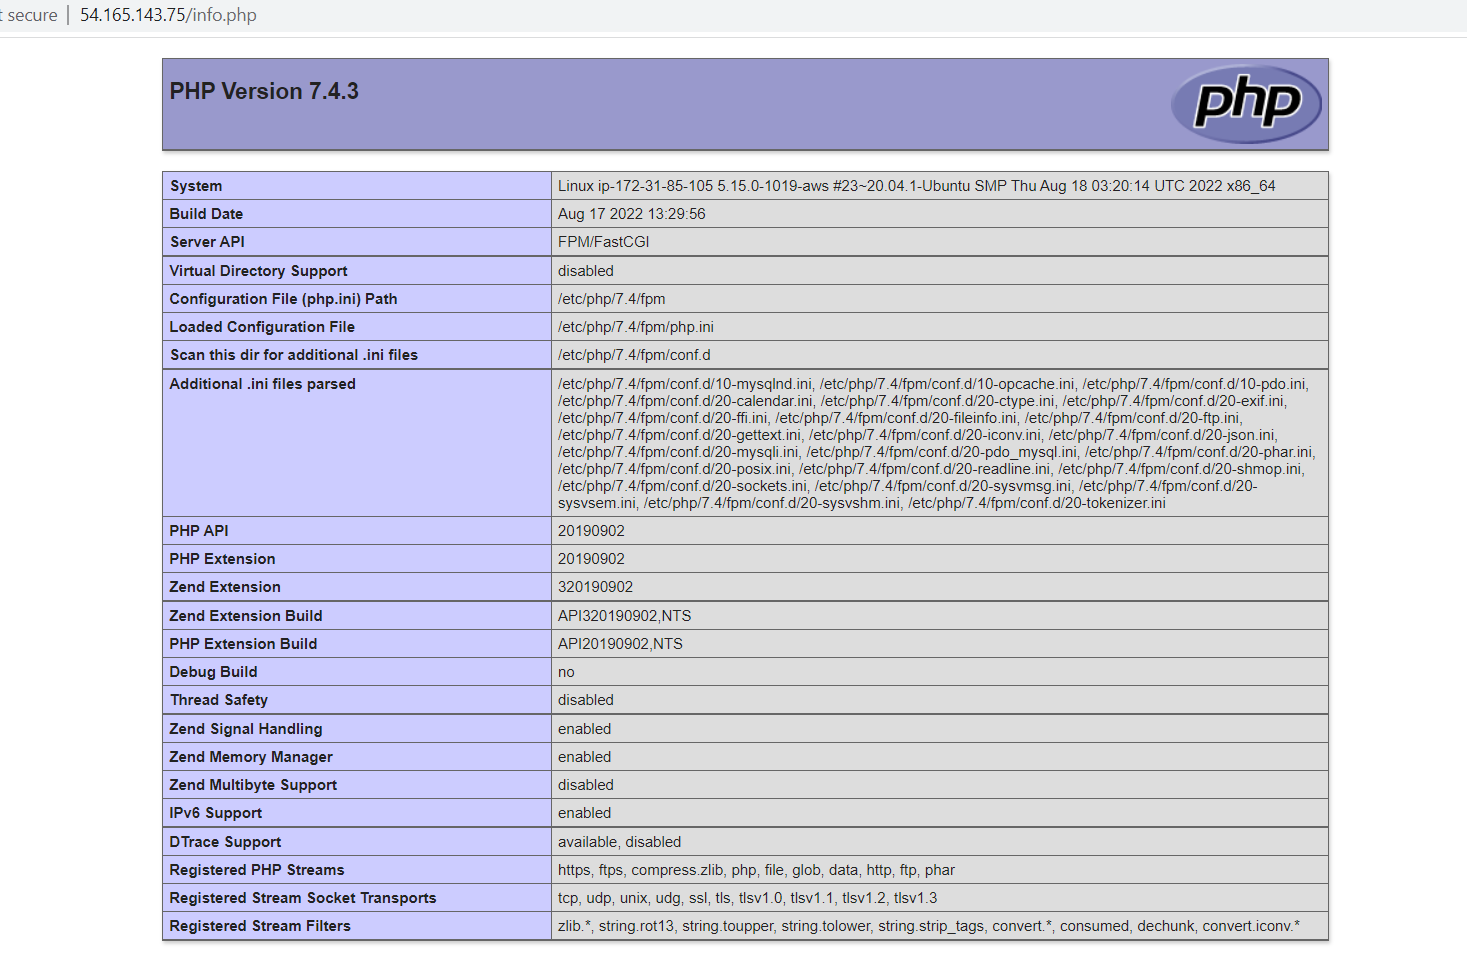 t secure | 54.165.143.75/info.php
PHP Version 7.4.3
php
System Linux ip-172-31-85-105 5.15.0-1019-aws #23~20.04.1-Ubuntu SMP Thu Aug 18 03:20:14 UTC 2022 x86_64
Build Date Aug 17 2022 13:29:56
Server API FPM/FastCGI
Virtual Directory Support disabled
Configuration File (php.ini) Path /etc/php/7.4/fpm
Loaded Configuration File /etc/php/7.4/fpm/php.ini
Scan this dir for additional .ini files /etc/php/7.4/fpm/conf.d
Additional .ini files parsed /etc/php/7.4/fpm/conf.d/10-mysqlnd.ini, /etc/php/7.4/fpm/conf.d/10-opcache.ini, /etc/php/7.4/fpm/conf.d/10-pdo.ini,
/etc/php/7.4/fpm/conf.d/20-calendar.ini, /etc/php/7.4/fpm/conf.d/20-ctype.ini, /etc/php/7.4/fpm/conf.d/20-exif.ini,
/etc/php/7.4/fpm/conf.d/20-ffi.ini, /etc/php/7.4/fpm/conf.d/20-fileinfo.ini, /etc/php/7.4/fpm/conf.d/20-ftp.ini,
/etc/php/7.4/fpm/conf.d/20-gettext.ini, /etc/php/7.4/fpm/conf.d/20-iconv.ini, /etc/php/7.4/fpm/conf.d/20-json.ini,
/etc/php/7.4/fpm/conf.d/20-mysqli.ini, /etc/php/7.4/fpm/conf.d/20-pdo_mysql.ini, /etc/php/7.4/fpm/conf.d/20-phar.ini,
/etc/php/7.4/fpm/conf.d/20-posix.ini, /etc/php/7.4/fpm/conf.d/20-readline.ini, /etc/php/7.4/fpm/conf.d/20-shmop.ini,
/etc/php/7.4/fpm/conf.d/20-sockets.ini, /etc/php/7.4/fpm/conf.d/20-sysvmsg.ini, /etc/php/7.4/fpm/conf.d/20-
sysvsem.ini, /etc/php/7.4/fpm/conf.d/20-sysvshm.ini, /etc/php/7.4/fpm/conf.d/20-tokenizer.ini
PHP API 20190902
PHP Extension 20190902
Zend Extension 320190902
Zend Extension Build API320190902,NTS
PHP Extension Build API20190902,NTS
Debug Build no
Thread Safety disabled
Zend Signal Handling enabled
Zend Memory Manager enabled
Zend Multibyte Support disabled
IPv6 Support enabled
DTrace Support available, disabled
Registered PHP Streams https, ftps, compress.zlib, php, file, glob, data, http, ftp, phar
Registered Stream Socket Transports tcp, udp, unix, udg, ssl, tls, tlsv1.0, tlsv1.1, tlsv1.2, tlsv1.3
Registered Stream Filters zlib.*, string.rot13, string.toupper, string.tolower, string.strip_tags, convert.*, consumed, dechunk, convert.iconv.*